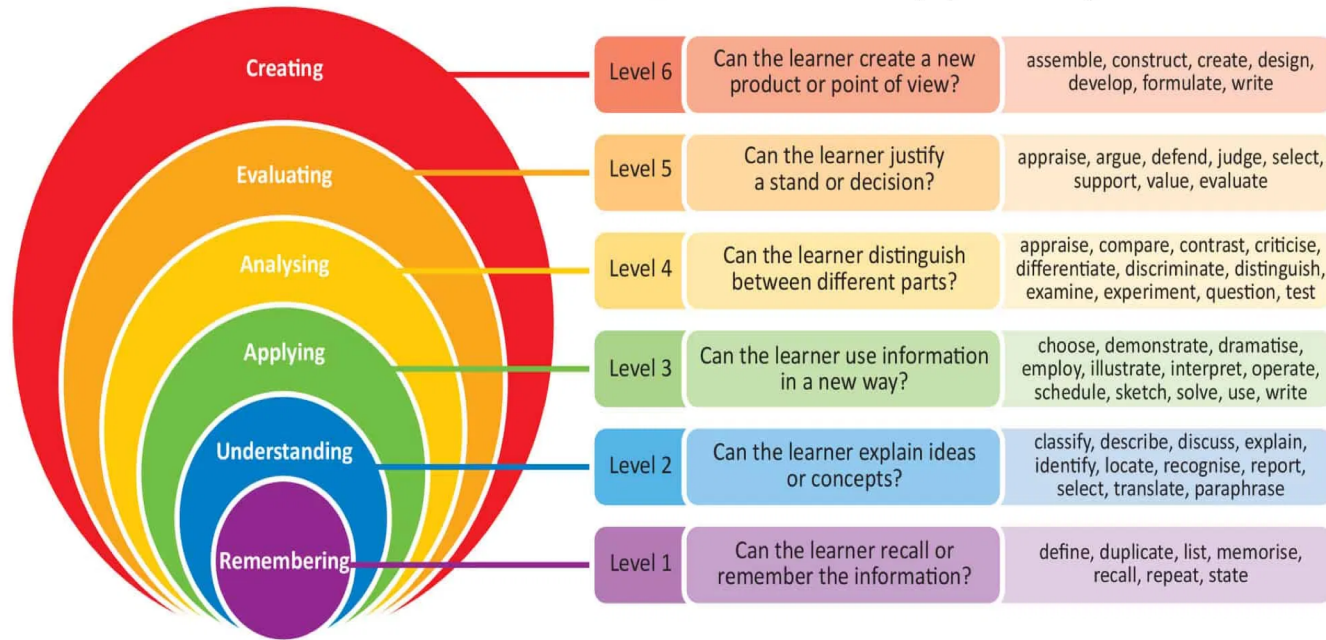 Creating
Level 6
Can the learner create a new
product or point of view?
assemble, construct, create, design,
develop, formulate, write
Evaluating
Level 5
Can the learner justify
a stand or decision?
appraise, argue, defend, judge, select,
support, value, evaluate
Analysing
Level 4
Can the learner distinguish
between different parts?
appraise, compare, contrast, criticise,
differentiate, discriminate, distinguish,
examine, experiment, question, test
Applying
Level 3
Can the learner use information
in a new way?
choose, demonstrate, dramatise,
employ, illustrate, interpret, operate,
schedule, sketch, solve, use, write
Understanding
Level 2
Can the learner explain ideas
or concepts?
classify, describe, discuss, explain,
identify, locate, recognise, report,
select, translate, paraphrase
Remembering
Level 1
Can the learner recall or
remember the information?
define, duplicate, list, memorise,
recall, repeat, state